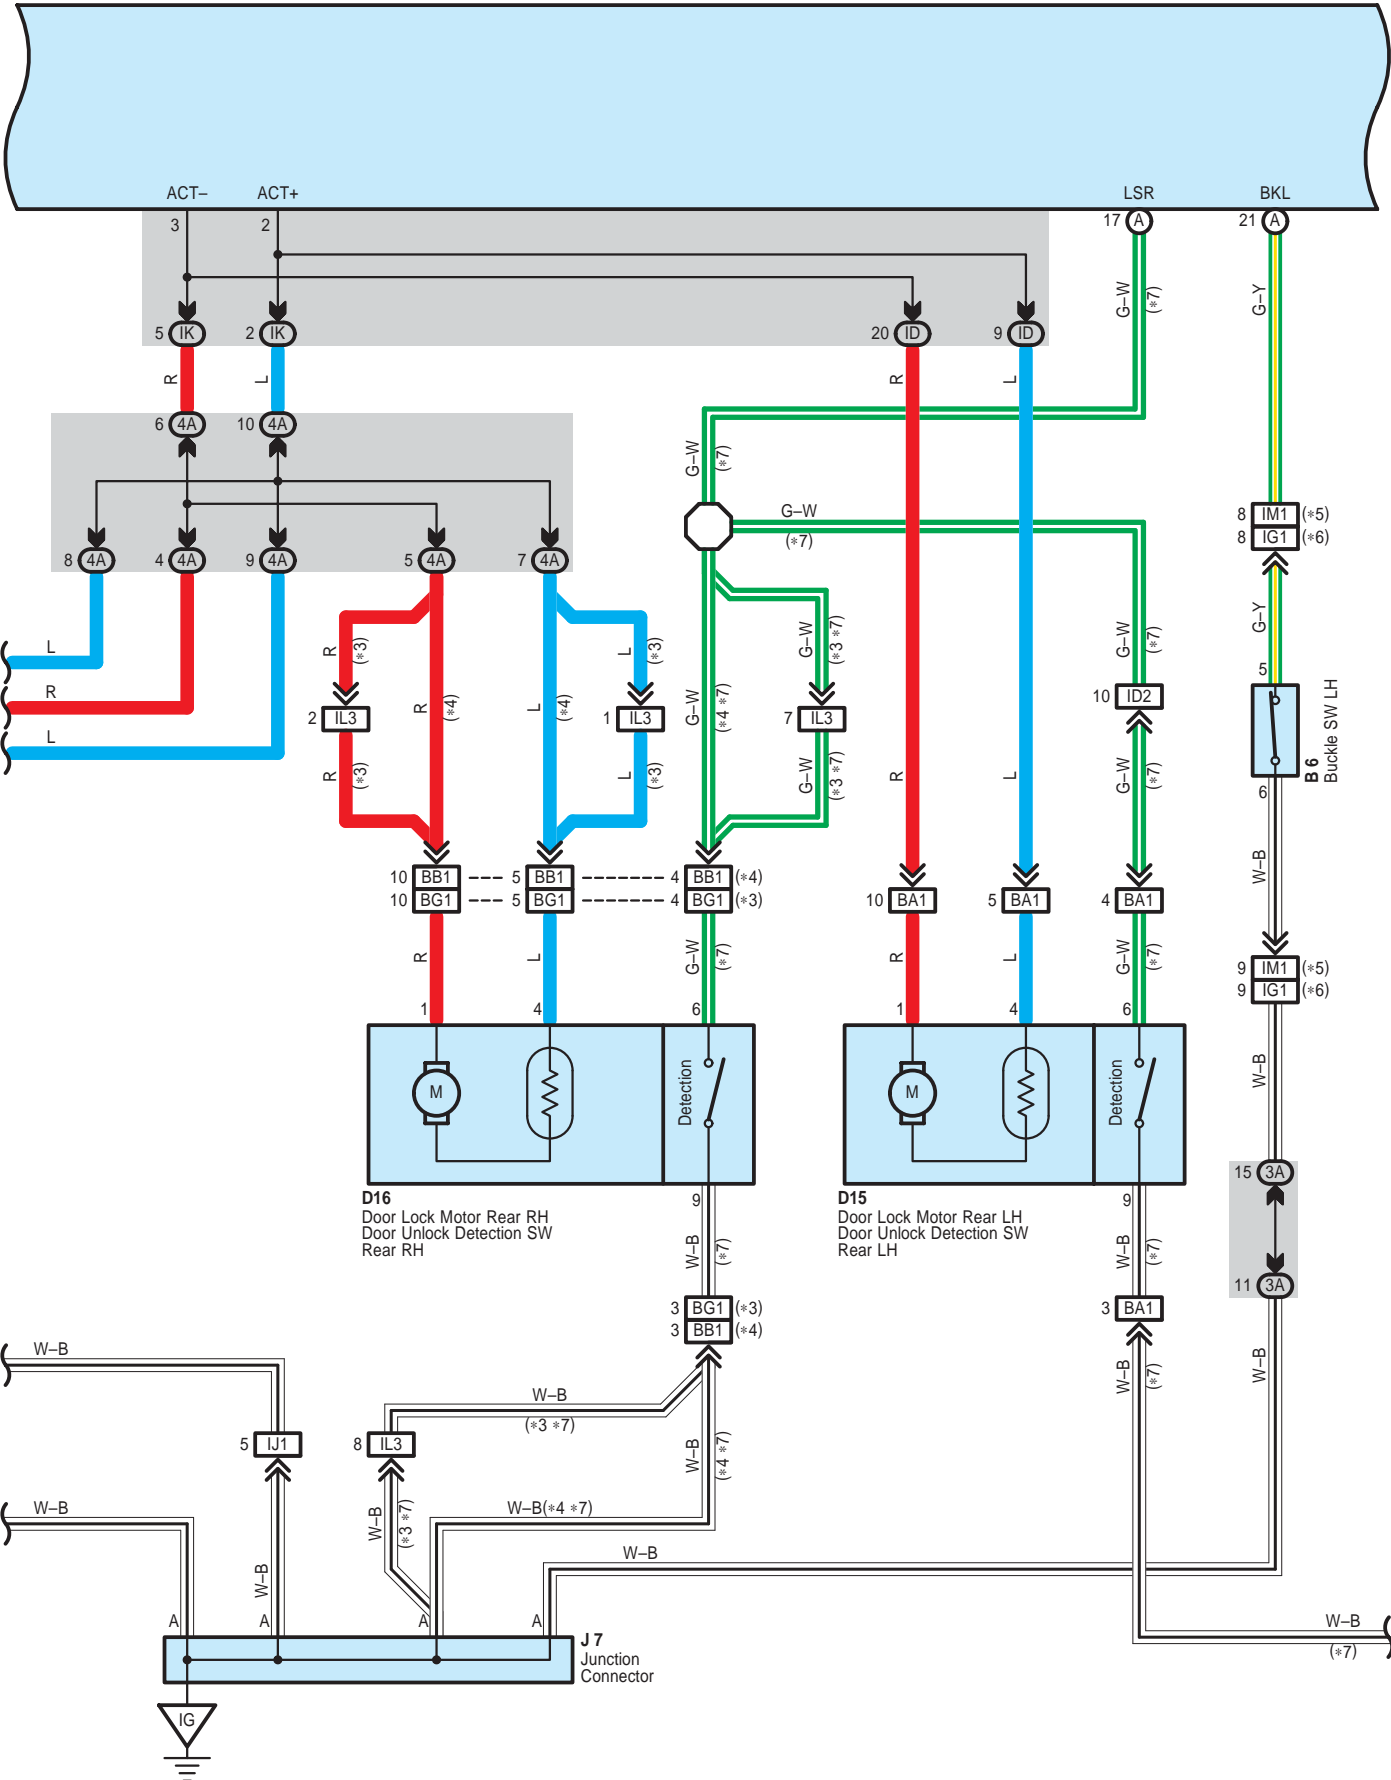 ACT– ACT+ LSR BKL
3 2 17 A 21 A
G–W (∗7) G–Y
5 IK 2 IK 20 ID 9 ID
R L R L
6 4A 10 4A
G–W (∗7)
G–W
(∗7)
8 IM1 (∗5)
8 IG1 (∗6)
8 4A 4 4A 9 4A 5 4A 7 4A
L
R
L
R (∗3) L (∗3) G–W (∗3 ∗7) G–W (∗7) G–Y
R (∗4) L (∗4) G–W (∗4 ∗7)
5
2 IL3 1 IL3 7 IL3 10 ID2
R (∗3) L (∗3) G–W (∗3 ∗7) R L G–W (∗7)
B 6
Buckle SW LH
6
W–B
10 BB1 5 BB1 4 BB1 (∗4)
10 BG1 5 BG1 4 BG1 (∗3) 10 BA1 5 BA1 4 BA1
R L G–W (∗7) R L G–W (∗7)
9 IM1 (∗5)
9 IG1 (∗6)
1 4 6 1 4 6
W–B
M Detection M Detection
15 3A
D16
Door Lock Motor Rear RH
Door Unlock Detection SW
Rear RH
9
D15
Door Lock Motor Rear LH
Door Unlock Detection SW
Rear LH
9
W–B (∗7) W–B (∗7)
11 3A
3 BG1 (∗3)
3 BB1 (∗4)
3 BA1
W–B
W–B (∗7) W–B
W–B
(∗3 ∗7)
5 IJ1 8 IL3
W–B (∗4 ∗7)
W–B
W–B(∗4 ∗7)
W–B (∗3 ∗7)
W–B
W–B
A A A A
J 7
Junction
Connector
W–B
(∗7)
IG